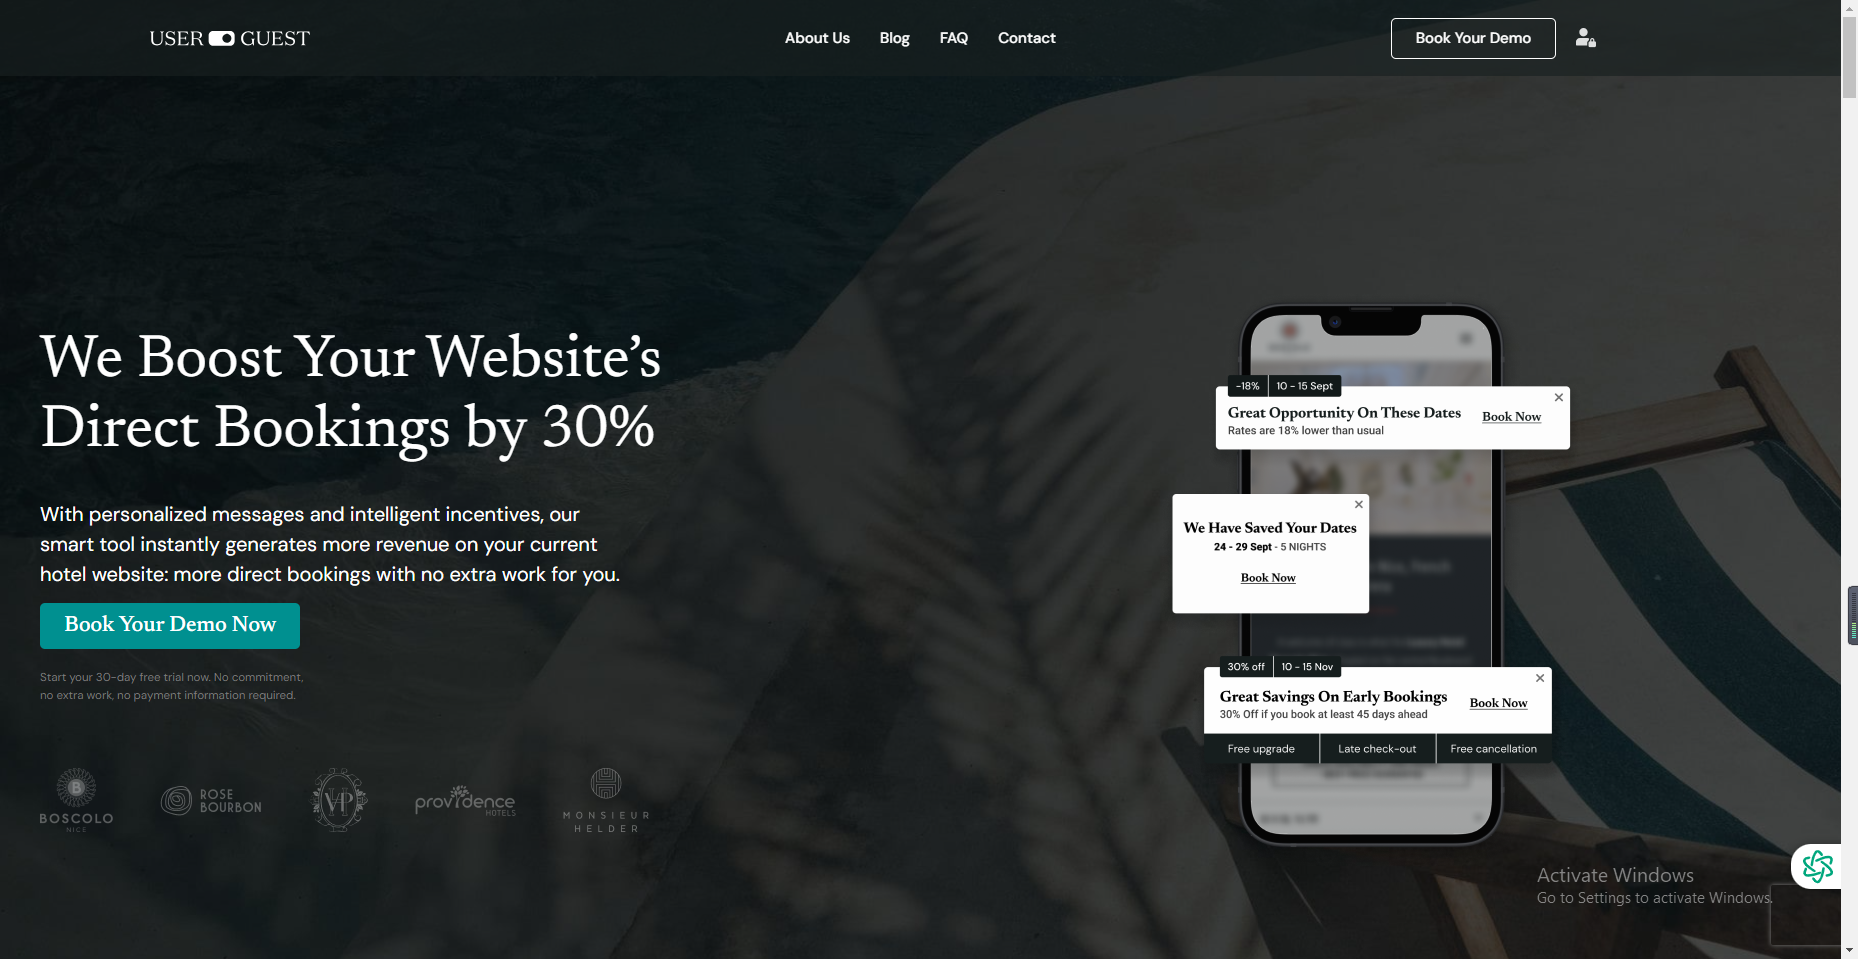 USER GUEST
About Us
Blog
FAQ
Contact
Book Your Demo
We Boost Your Website’s
Direct Bookings by 30%
With personalized messages and intelligent incentives, our
smart tool instantly generates more revenue on your current
hotel website: more direct bookings with no extra work for you.
Book Your Demo Now
Start your 30-day free trial now. No commitment,
no extra work, no payment information required.
B
BOSCOLO
NICE
ROSE
BOURBON
VHP
providence
HOTELS
MONSIEUR
HELDER
-18%
10 - 15 Sept
Great Opportunity On These Dates
Rates are 18% lower than usual
Book Now
We Have Saved Your Dates
24 - 29 Sept - 5 NIGHTS
Book Now
30% off
10 - 15 Nov
Great Savings On Early Bookings
30% Off if you book at least 45 days ahead
Book Now
Free upgrade
Late check-out
Free cancellation
Activate Windows
Go to Settings to activate Windows.